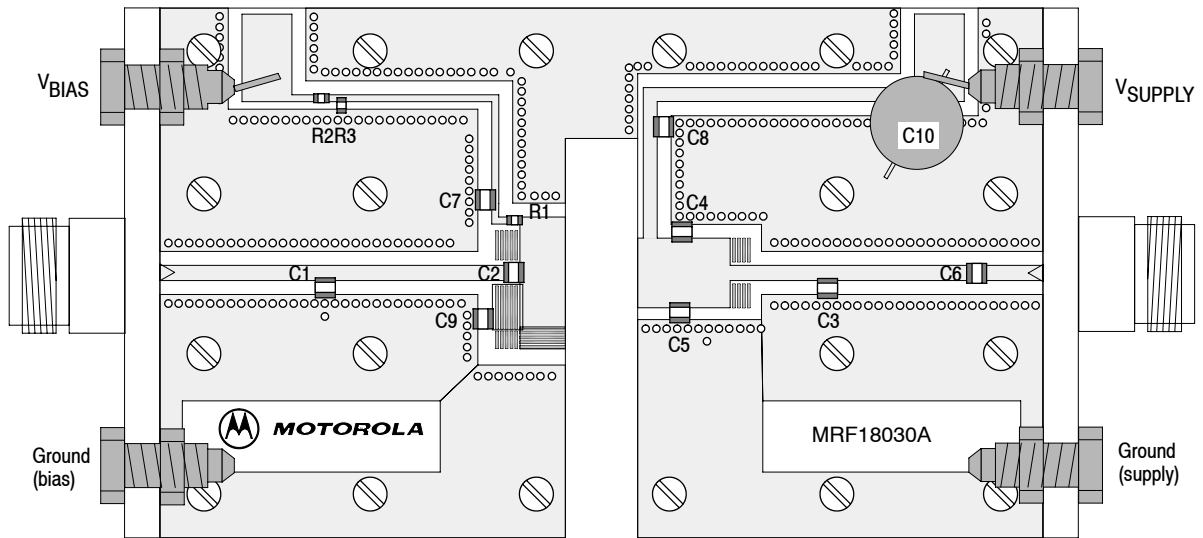 VBIAS
VSUPPLY
R2R3
C8
C10
C7
R1
C4
C1
C2
C6
C9
C3
C5
MOTOROLA
MRF18030A
Ground
(bias)
Ground
(supply)